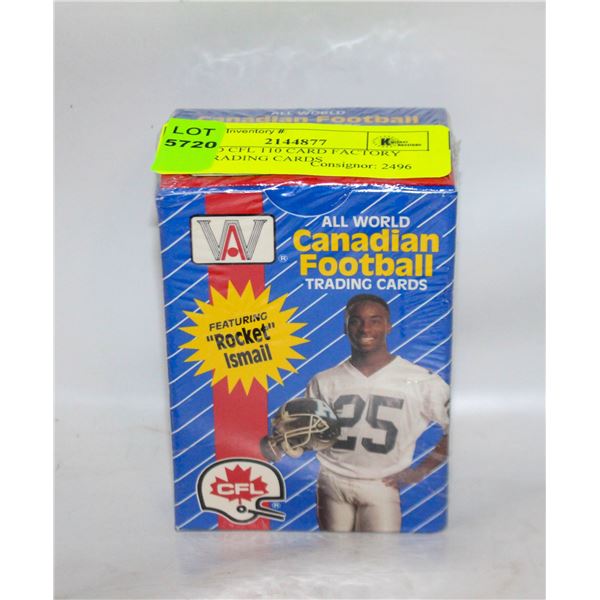 ALL WORLD
Canadian Football
LOT
5720
Inventory #
2144877
CFL 110 CARD FACTORY
TRADING CARDS
Consignor: 2496
AW
®
ALL WORLD
Canadian
Football
TRADING CARDS
FEATURING
"Rocket"
Ismail
25
CFL
®